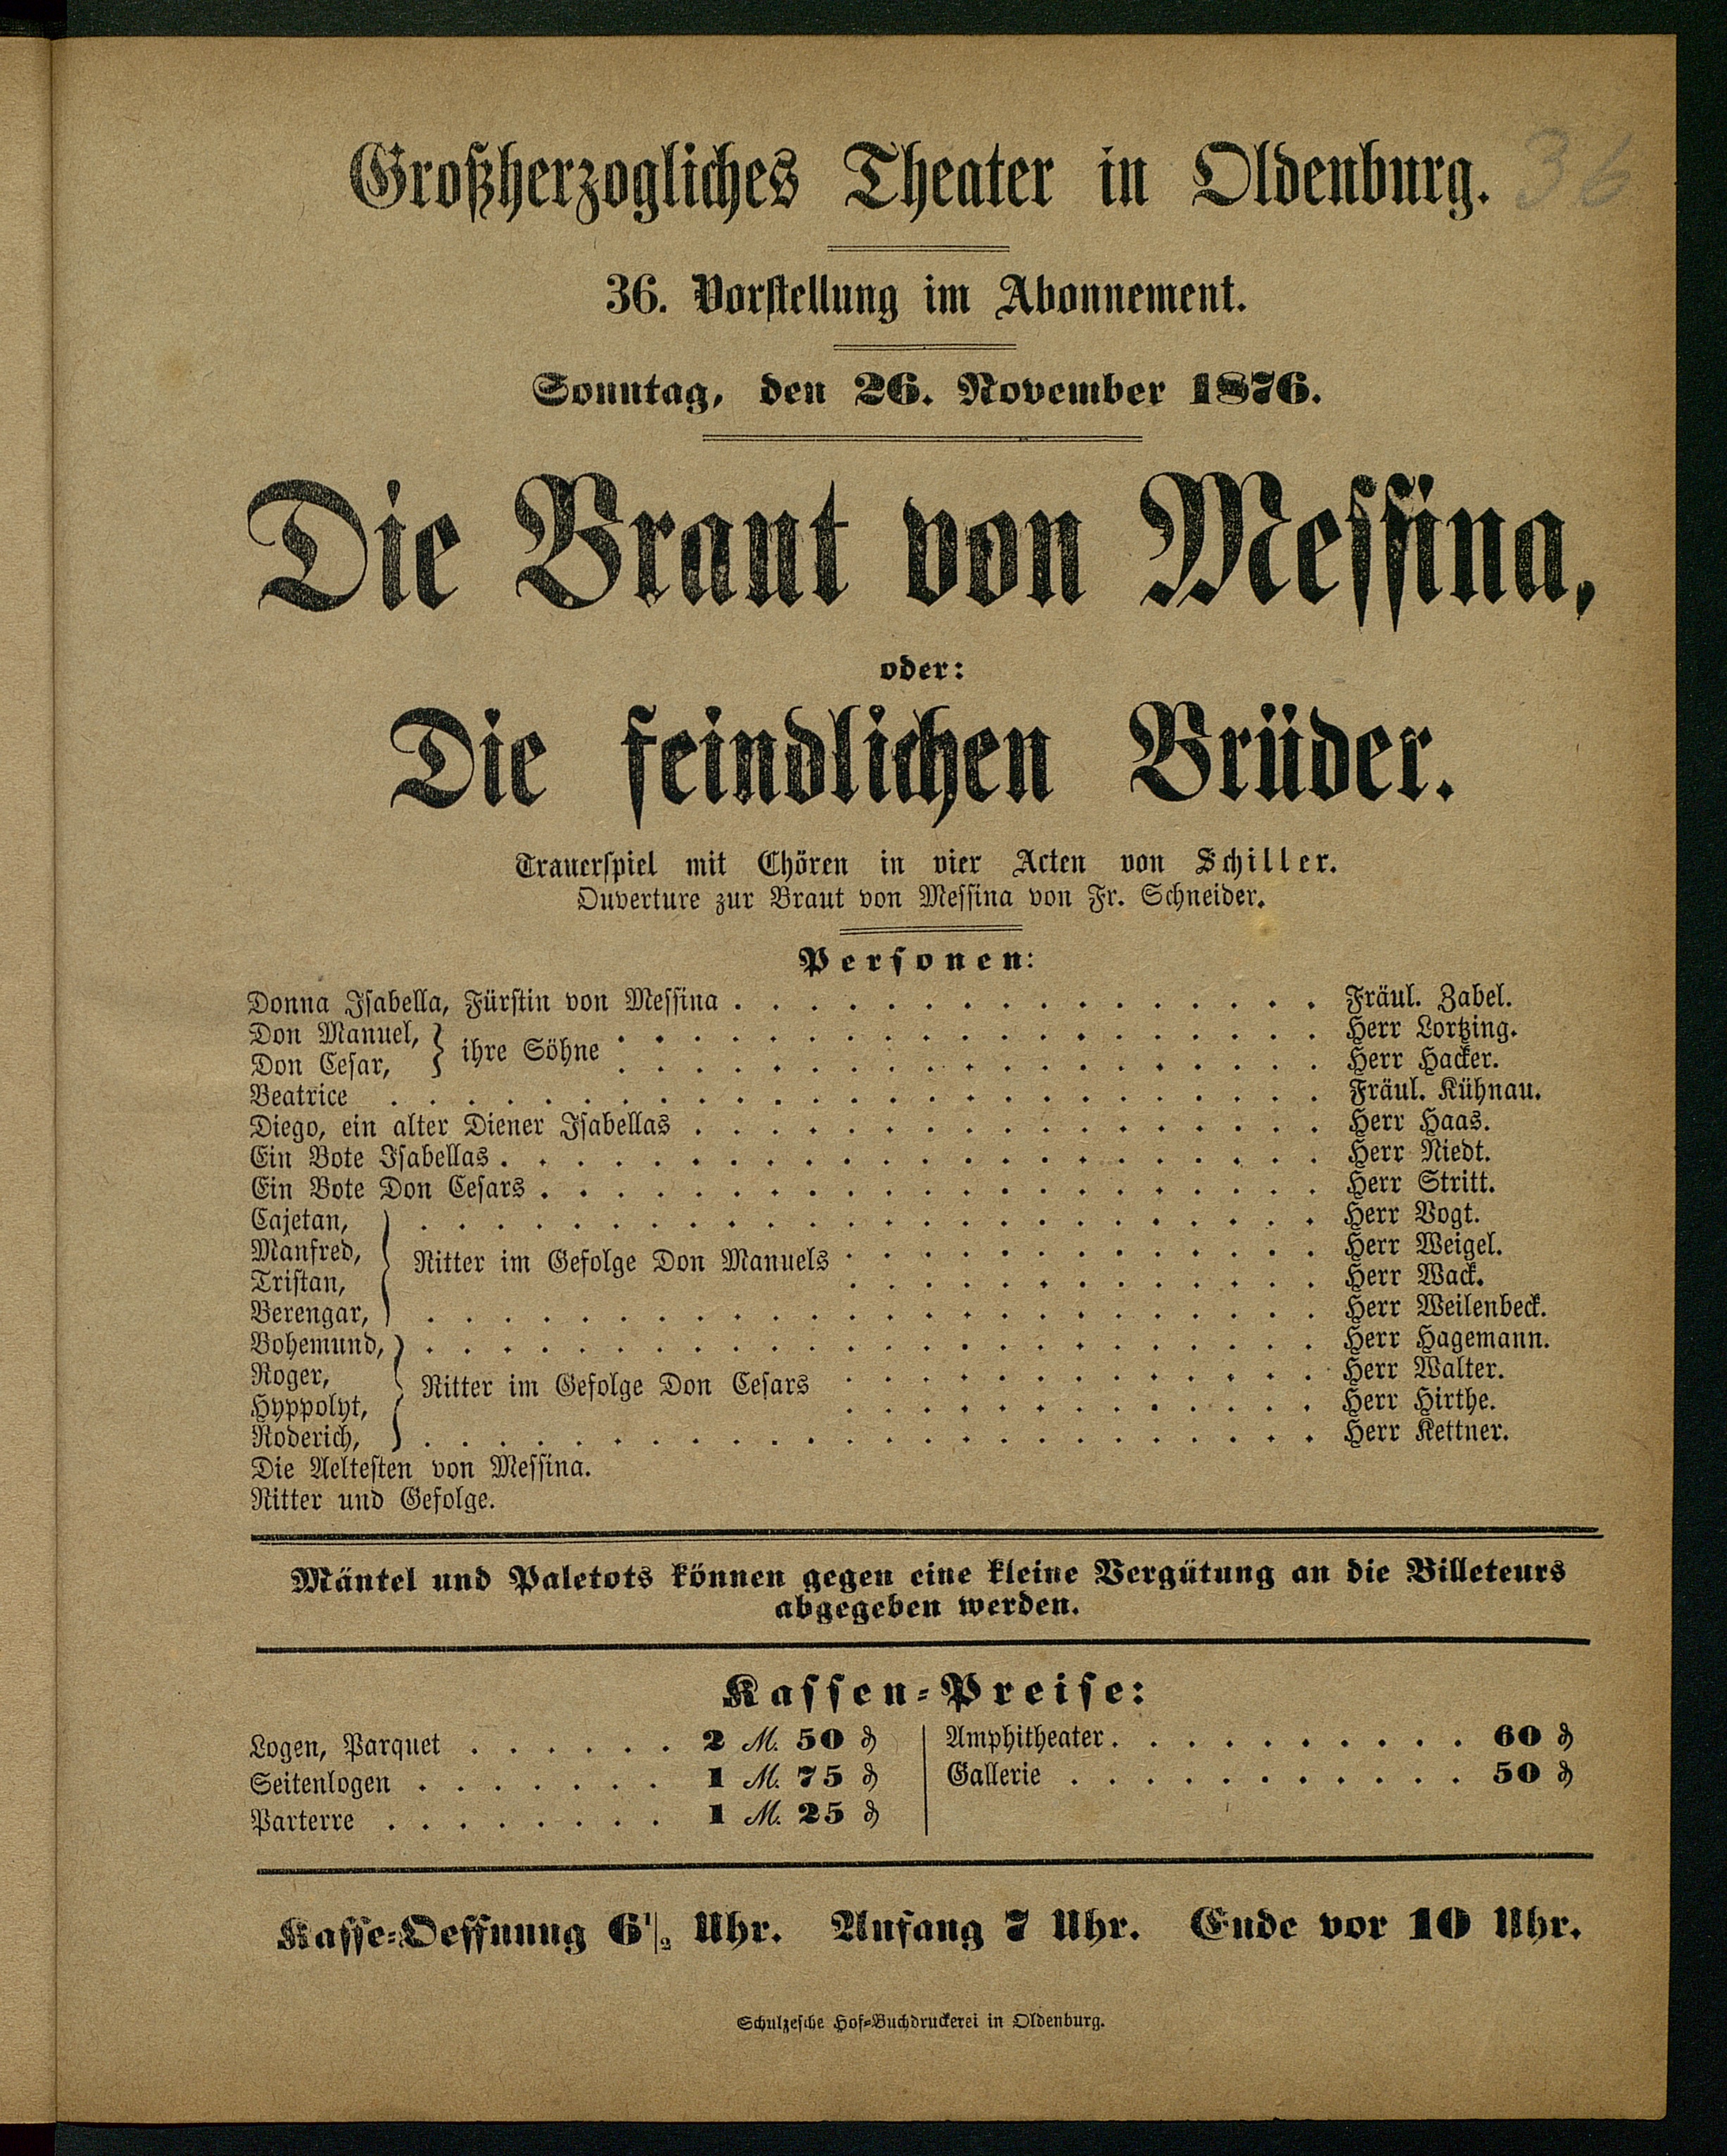 Großherzogliches Theater in Oldenburg. 36
36. Vorstellung im Abonnement.
Sonntag, den 26. November 1876.
Die Braut von Messina,
oder:
Die feindlichen Brüder.
Trauerspiel mit Chören in vier Acten von Schiller.
Ouverture zur Braut von Messina von Fr. Schneider.
Personen:
Donna Isabella, Fürstin von Messina . . . . . . . . . . . . . . . . Fräul. Zabel.
Don Manuel, } ihre Söhne . . . . . . . . . . . . . . . . . . . Herr Lortzing.
Don Cesar, } . . . . . . . . . . . . . . . . . . . Herr Hacker.
Beatrice . . . . . . . . . . . . . . . . . . . . . . . . . Fräul. Kühnau.
Diego, ein alter Diener Isabellas . . . . . . . . . . . . . . . . . Herr Haas.
Ein Bote Isabellas . . . . . . . . . . . . . . . . . . . . . . Herr Niedt.
Ein Bote Don Cesars . . . . . . . . . . . . . . . . . . . . . Herr Stritt.
Cajetan, } . . . . . . . . . . . . . . . . . . . . . . . . Herr Vogt.
Manfred, } Ritter im Gefolge Don Manuels . . . . . . . . . . . . . Herr Weigel.
Tristan, } . . . . . . . . . . . . . Herr Wack.
Berengar, } . . . . . . . . . . . . . . . . . . . . . . . . Herr Weilenbeck.
Bohemund, } . . . . . . . . . . . . . . . . . . . . . . . . Herr Hagemann.
Roger, } Ritter im Gefolge Don Cesars . . . . . . . . . . . . . Herr Walter.
Hyppolyt, } . . . . . . . . . . . . . Herr Hirthe.
Roderich, } . . . . . . . . . . . . . . . . . . . . . . . . Herr Kettner.
Die Aeltesten von Messina.
Ritter und Gefolge.
Mäntel und Paletots können gegen eine kleine Vergütung an die Billeteurs
abgegeben werden.
Kassen-Preise:
Logen, Parquet . . . . . . 2 M. 50 ₰
Seitenlogen . . . . . . . 1 M. 75 ₰
Parterre . . . . . . . . 1 M. 25 ₰
Amphitheater . . . . . . . . . . 60 ₰
Gallerie . . . . . . . . . . . 50 ₰
Kasse-Oeffnung 6 1/2 Uhr. Anfang 7 Uhr. Ende vor 10 Uhr.
Schulzesche Hof-Buchdruckerei in Oldenburg.